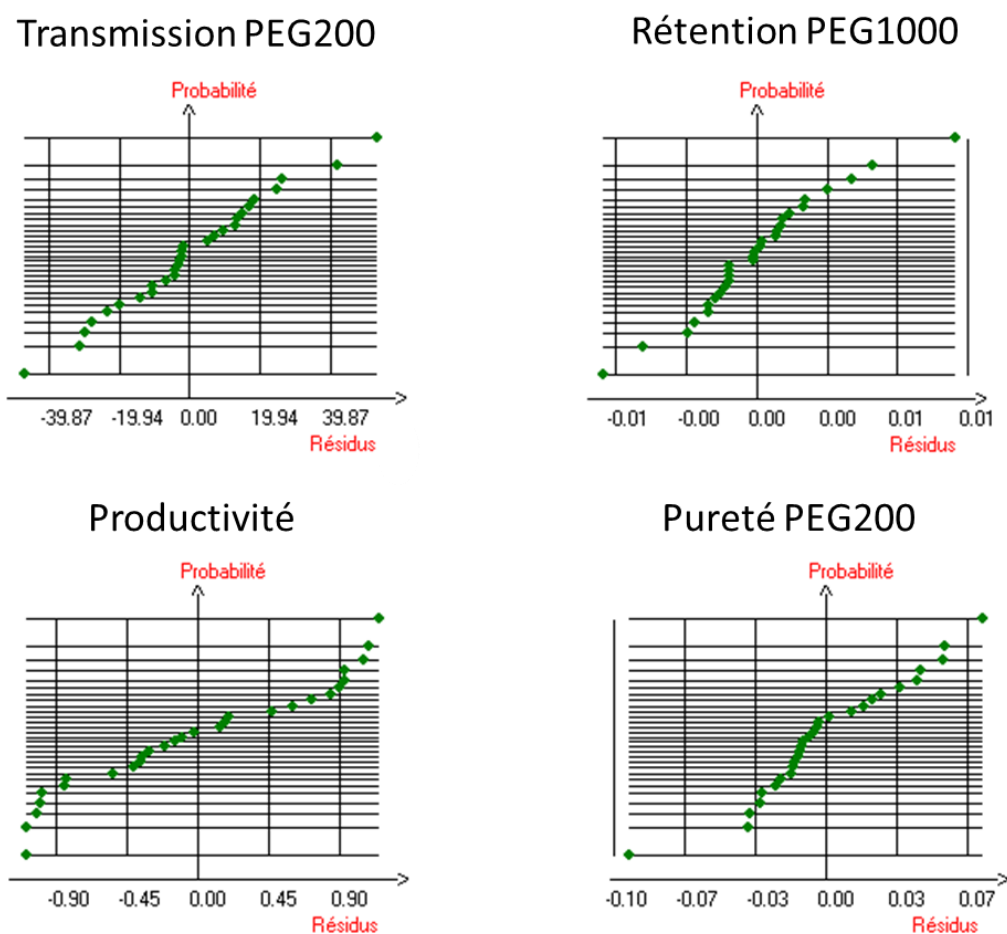 Transmission PEG200
Rétention PEG1000
Probabilité
Probabilité
-39.87 -19.94 0.00 19.94 39.87
Résidus
-0.01 -0.00 0.00 0.00 0.01 0.01
Résidus
Productivité
Pureté PEG200
Probabilité
Probabilité
-0.90 -0.45 0.00 0.45 0.90
Résidus
-0.10 -0.07 -0.03 0.00 0.03 0.07
Résidus